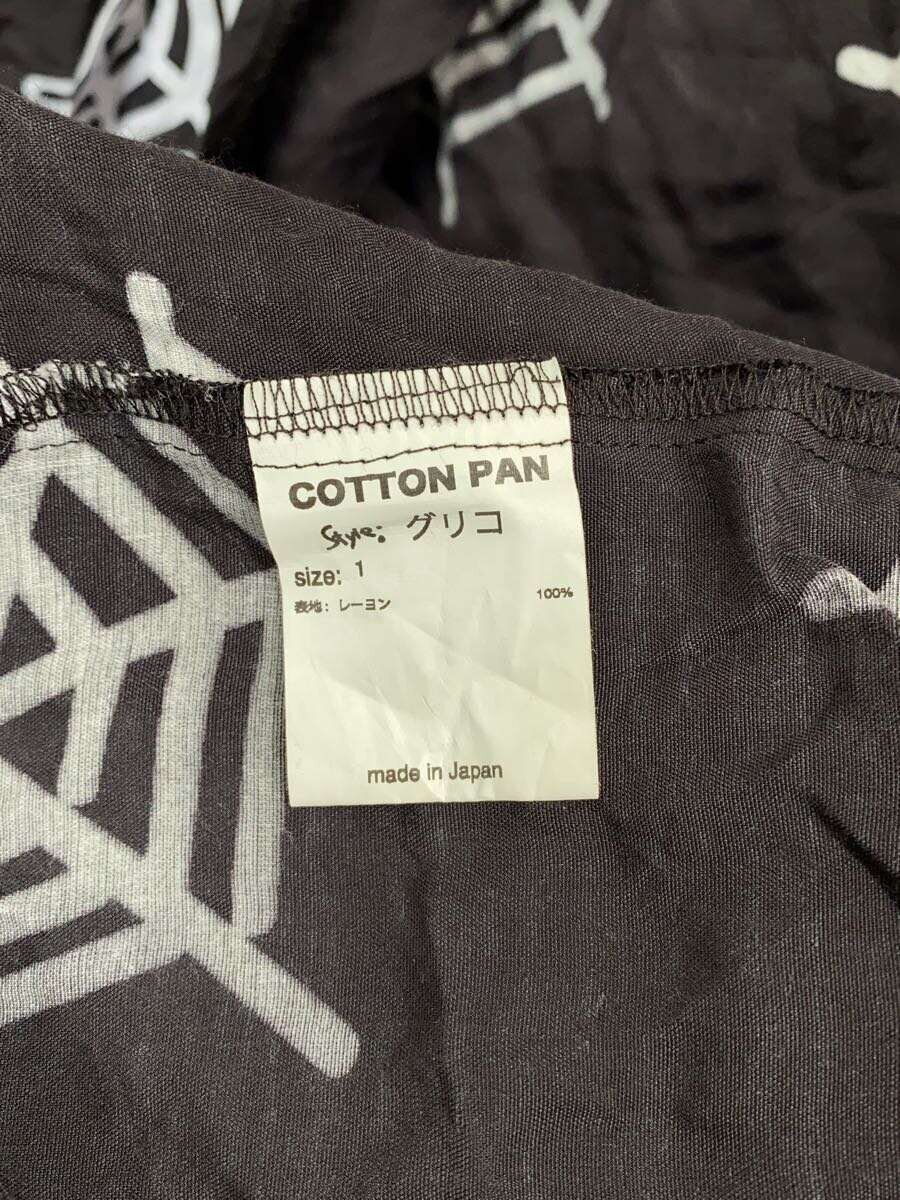 COTTON PAN
Style: グリコ
size: 1
表地: レーヨン 100%
made in Japan